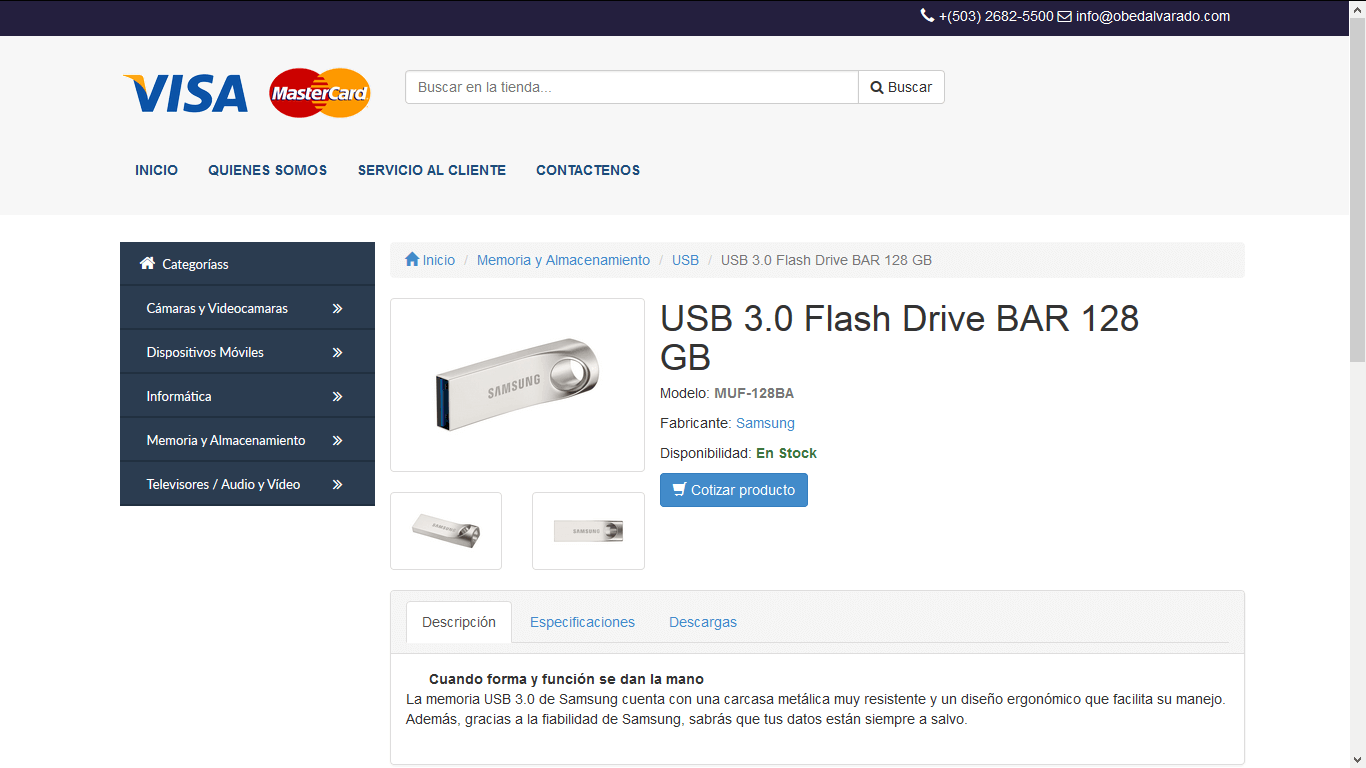 +(503) 2682-5500 info@obedalvarado.com
VISA MasterCard Buscar en la tienda... Buscar
INICIO QUIENES SOMOS SERVICIO AL CLIENTE CONTACTENOS
Categoríass
Cámaras y Videocamaras
Dispositivos Móviles
Informática
Memoria y Almacenamiento
Televisores / Audio y Vídeo
Inicio / Memoria y Almacenamiento / USB / USB 3.0 Flash Drive BAR 128 GB
SAMSUNG
SAMSUNG
SAMSUNG
USB 3.0 Flash Drive BAR 128
GB
Modelo: MUF-128BA
Fabricante: Samsung
Disponibilidad: En Stock
Cotizar producto
Descripción Especificaciones Descargas
Cuando forma y función se dan la mano
La memoria USB 3.0 de Samsung cuenta con una carcasa metálica muy resistente y un diseño ergonómico que facilita su manejo.
Además, gracias a la fiabilidad de Samsung, sabrás que tus datos están siempre a salvo.